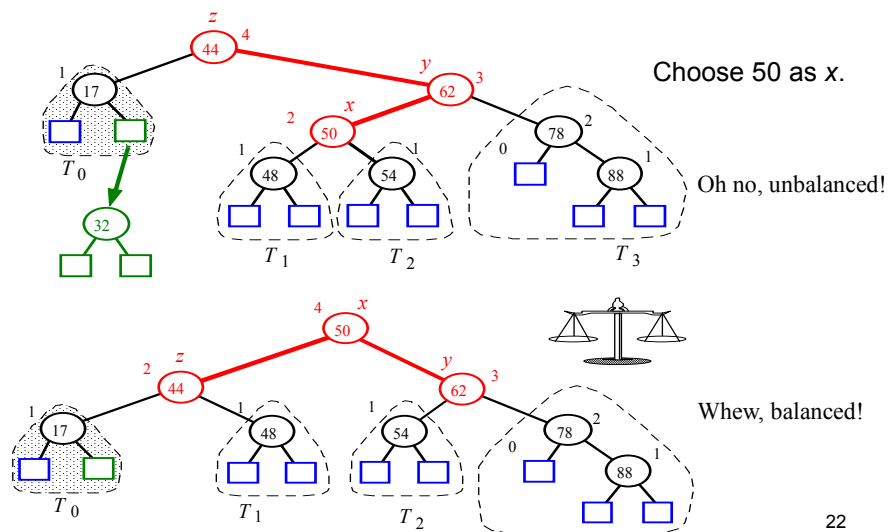 z
44 4
1 y 3
17 62
Choose 50 as x.
2 x
50
78 2
0
1 1 1
48 54 88
T0
Oh no, unbalanced!
32
T1 T2 T3
4 x
50
2 z y 3
44 62
1 1 1 2
17 48 54 78
Whew, balanced!
0 1
88
T0 T1 T2
22